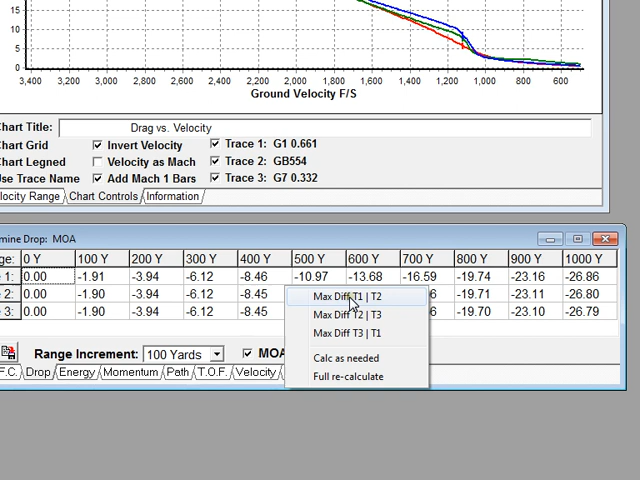 15
10
5
0
3,400 3,200 3,000 2,800 2,600 2,400 2,200 2,000 1,800 1,600 1,400 1,200 1,000 800 600
Ground Velocity F/S
Chart Title: Drag vs. Velocity
Chart Grid Invert Velocity Trace 1: G1 0.661
Chart Legned Velocity as Mach Trace 2: GB554
se Trace Name Add Mach 1 Bars Trace 3: G7 0.332
locity Range Chart Controls Information
mine Drop: MOA
ge: 0 Y 100 Y 200 Y 300 Y 400 Y 500 Y 600 Y 700 Y 800 Y 900 Y 1000 Y
e 1: 0.00 -1.91 -3.94 -6.12 -8.46 -10.97 -13.68 -16.59 -19.74 -23.16 -26.86
e 2: 0.00 -1.90 -3.94 -6.12 -8.45 6 -19.71 -23.11 -26.80
e 3: 0.00 -1.90 -3.94 -6.12 -8.45 -19.70 -23.10 -26.79
Max Diff T1 | T2
Max Diff T2 | T3
Max Diff T3 | T1
Calc as needed
Full re-calculate
Range Increment: 100 Yards MOA
F.C. Drop Energy Momentum Path T.O.F. Velocity